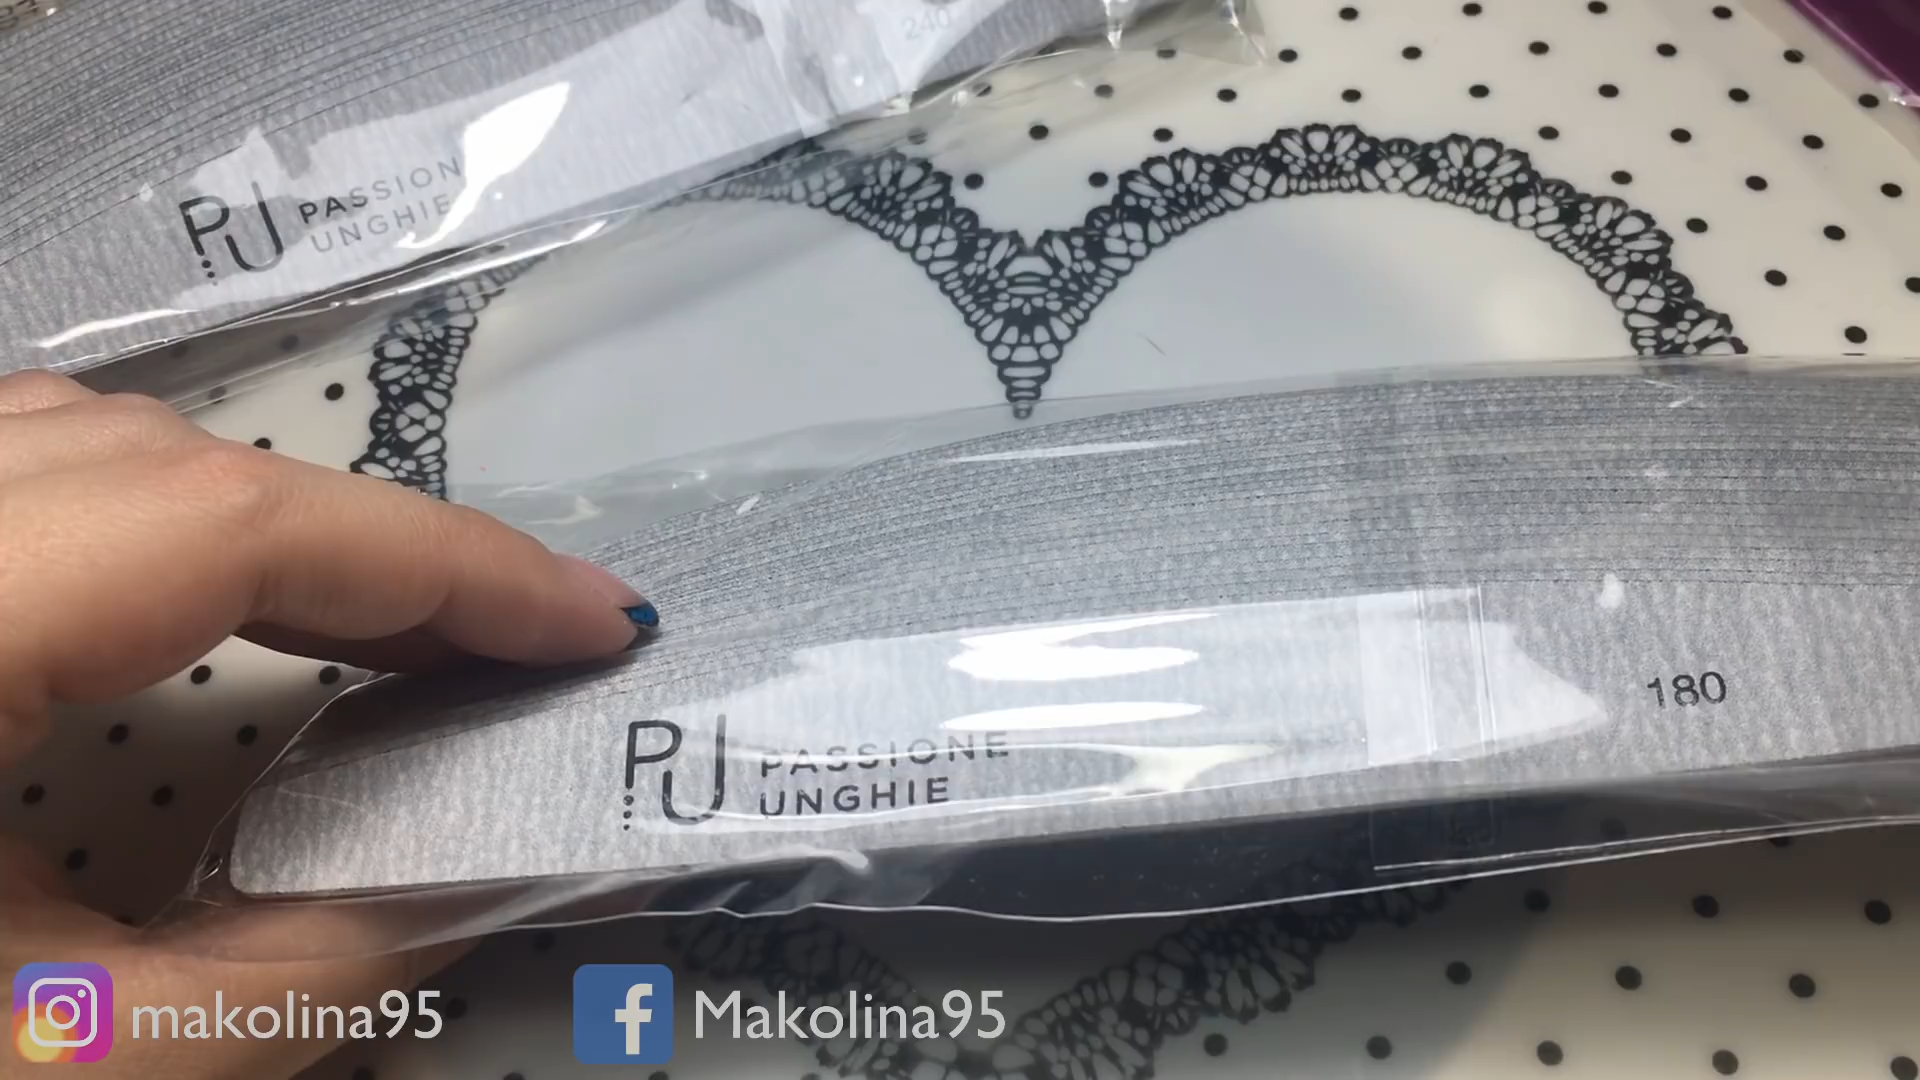 240
PU PASSIONE
UNGHIE
180
PU PASSIONE
UNGHIE
makolina95
Makolina95